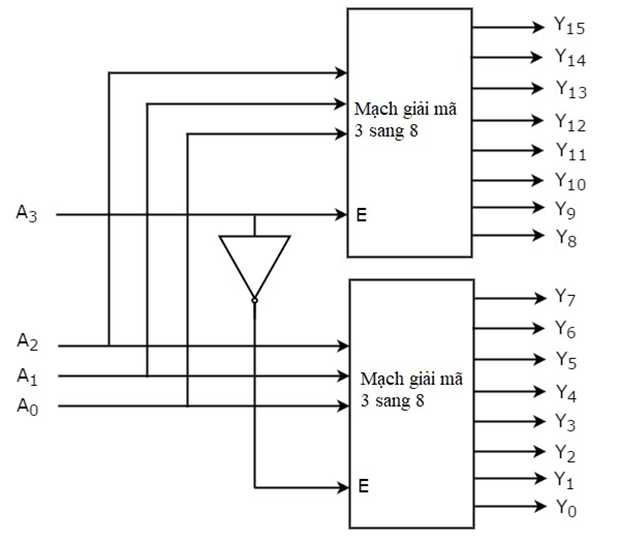 Y15
Y14
Y13
Y12
Y11
Y10
Y9
Y8
Mạch giải mã
3 sang 8
A3
E
Y7
Y6
Y5
Y4
Y3
Y2
Y1
Y0
A2
A1
A0
Mạch giải mã
3 sang 8
E